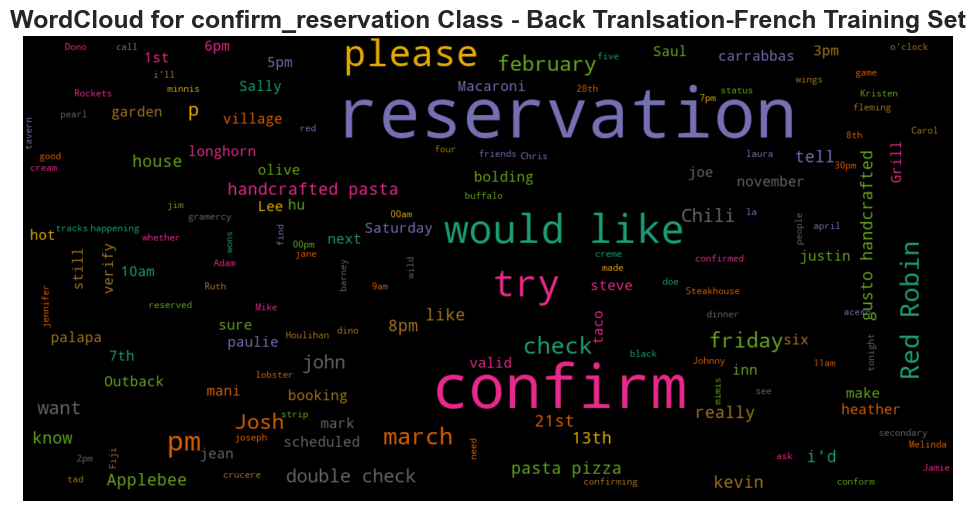 WordCloud for confirm_reservation Class - Back Tranlsation-French Training Set
Dono call 6pm please february five Saul carrabbas 3pm o'clock
1st 5pm i'll
Rockets minnis Sally Macaroni 28th 7pm status wings game Kristen
pearl garden p village red reservation fleming
tavern longhorn four friends Chris laura tell 8th Carol
good cream house olive bolding joe november 30pm Grill
jim handcrafted pasta buffalo
gramercy Lee hu 00am Saturday would like Chili la people april
hot tracks happening whether wons find 00pm next creme confirmed justin gusto handcrafted
still verify 10am Adam jane barney wild 9am try made steve doe Steakhouse Red Robin
jennifer reserved Ruth Mike
palapa sure paulie Houlihan dino 8pm like taco dinner friday six tonight
7th john check black Johnny 11am
Outback mani lobster booking valid confirm mimis inn see make
want Josh strip mark really heather
know pm joseph scheduled march need 21st 13th secondary
2pm Fiji jean ask i'd Melinda
tad Applebee crucere double check pasta pizza confirming kevin conform Jamie